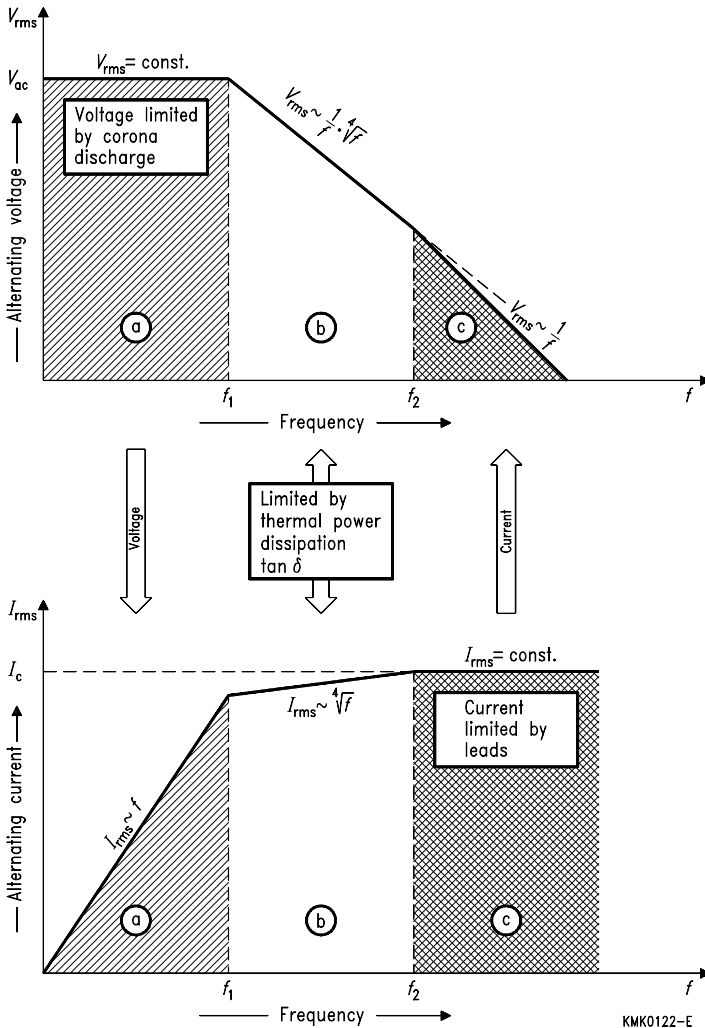 Vrms
Vrms = const.
Vac
Voltage limited
by corona
discharge
Vrms ~ 1/f · ∜f
Alternating voltage
a
b
c
Vrms ~ 1/f
f1
f2
f
Frequency
Voltage
Limited by
thermal power
dissipation
tan δ
Current
Irms
Irms = const.
Ic
Irms ~ ∜f
Current
limited by
leads
Alternating current
Irms ~ f
a
b
c
f1
f2
f
Frequency
KMK0122-E